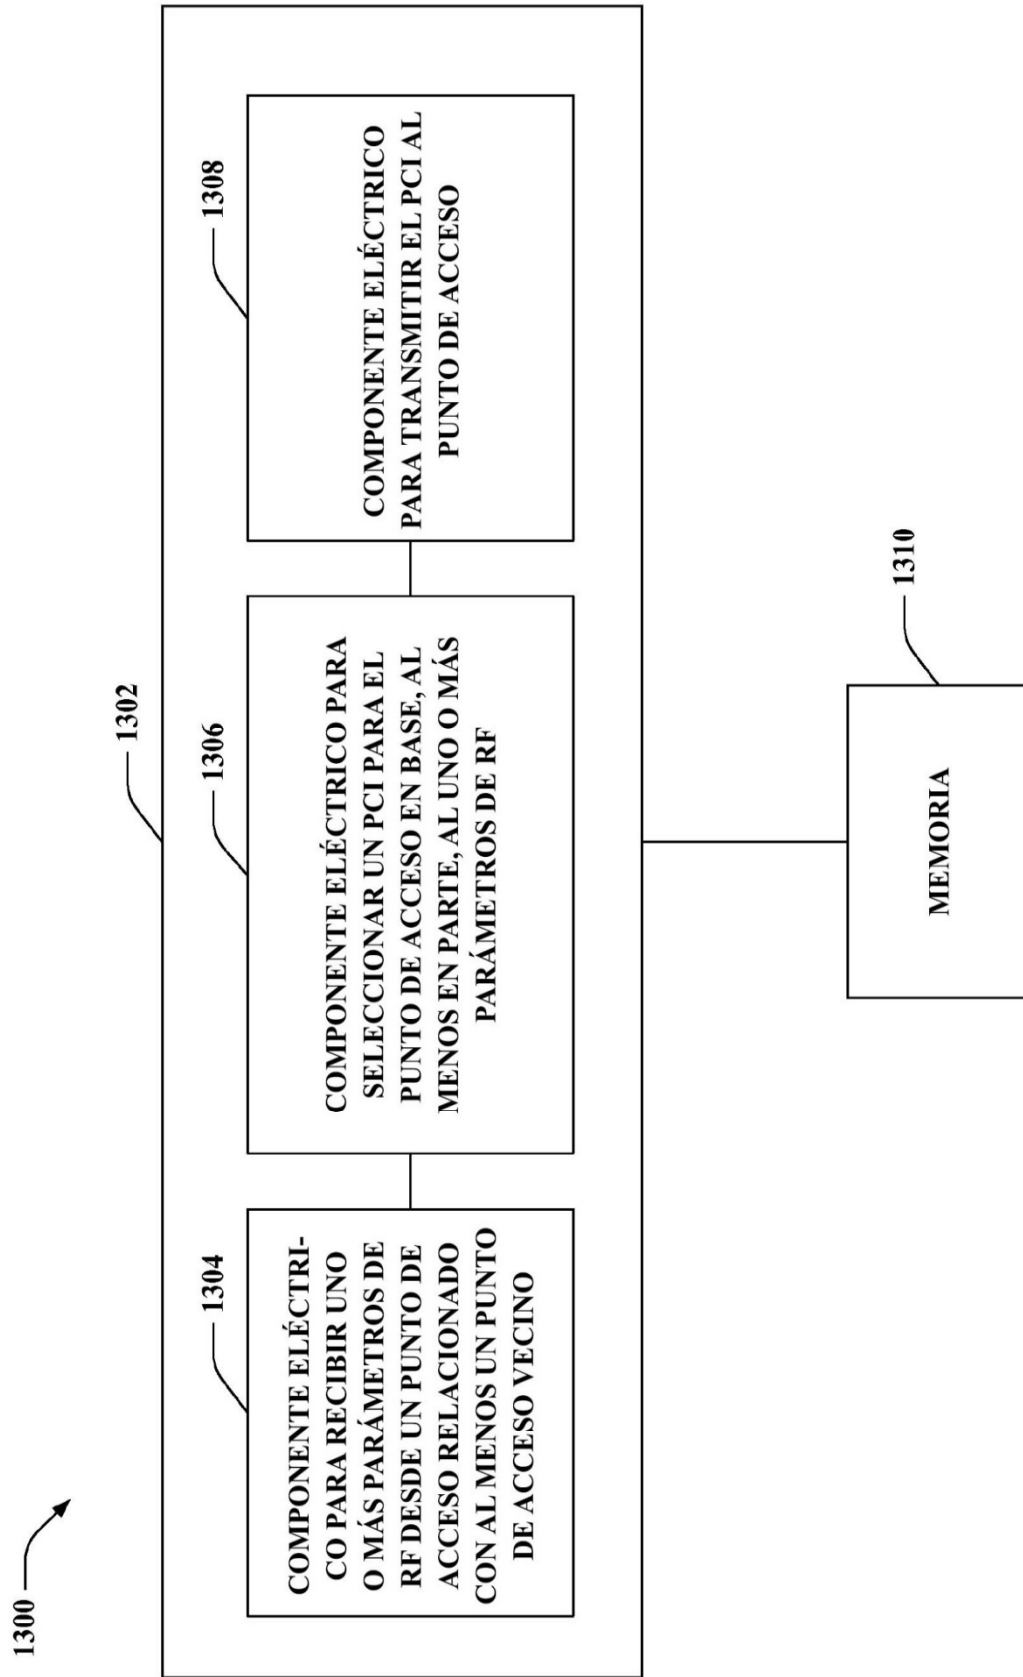 1300
1302
1304
COMPONENTE ELÉCTRI-
CO PARA RECIBIR UNO
O MÁS PARÁMETROS DE
RF DESDE UN PUNTO DE
ACCESO RELACIONADO
CON AL MENOS UN PUNTO
DE ACCESO VECINO
1306
COMPONENTE ELÉCTRICO PARA
SELECCIONAR UN PCI PARA EL
PUNTO DE ACCESO EN BASE, AL
MENOS EN PARTE, AL UNO O MÁS
PARÁMETROS DE RF
1308
COMPONENTE ELÉCTRICO
PARA TRANSMITIR EL PCI AL
PUNTO DE ACCESO
1310
MEMORIA